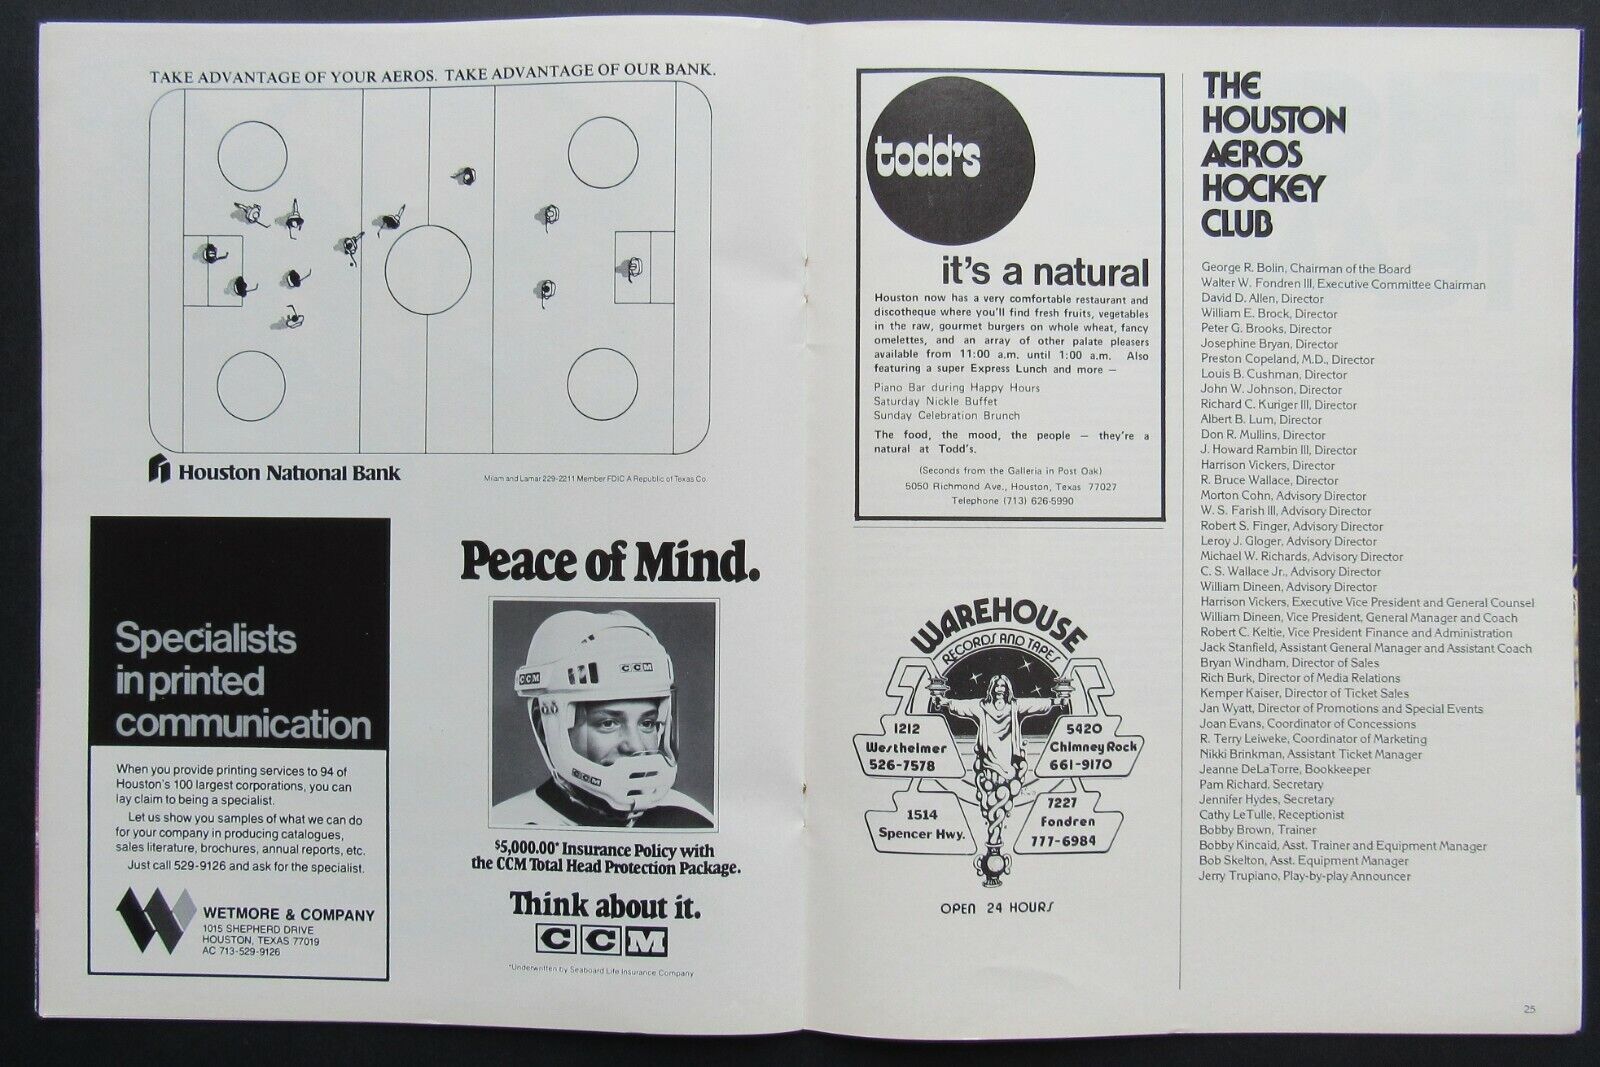 TAKE ADVANTAGE OF YOUR AEROS. TAKE ADVANTAGE OF OUR BANK.
Houston National Bank
Milam and Lamar 229-2211 Member FDIC A Republic of Texas Co.
Specialists
in printed
communication
When you provide printing services to 94 of
Houston's 100 largest corporations, you can
lay claim to being a specialist.
Let us show you samples of what we can do
for your company in producing catalogues,
sales literature, brochures, annual reports, etc.
Just call 529-9126 and ask for the specialist.
WETMORE & COMPANY
1015 SHEPHERD DRIVE
HOUSTON, TEXAS 77019
AC 713-529-9126
Peace of Mind.
CCM
CCM
CCM
$5,000.00* Insurance Policy with
the CCM Total Head Protection Package.
Think about it.
CCM
*Underwritten by Seaboard Life Insurance Company
todd's
it's a natural
Houston now has a very comfortable restaurant and
discotheque where you'll find fresh fruits, vegetables
in the raw, gourmet burgers on whole wheat, fancy
omelettes, and an array of other palate pleasers
available from 11:00 a.m. until 1:00 a.m. Also
featuring a super Express Lunch and more —
Piano Bar during Happy Hours
Saturday Nickle Buffet
Sunday Celebration Brunch
The food, the mood, the people — they're a
natural at Todd's.
(Seconds from the Galleria in Post Oak)
5050 Richmond Ave., Houston, Texas 77027
Telephone (713) 626-5990
WAREHOUSE
RECORDS AND TAPES
1212
Westheimer
526-7578
5420
Chimney Rock
661-9170
1514
Spencer Hwy.
7227
Fondren
777-6984
OPEN 24 HOURS
THE
HOUSTON
AEROS
HOCKEY
CLUB
George R. Bolin, Chairman of the Board
Walter W. Fondren III, Executive Committee Chairman
David D. Allen, Director
William E. Brock, Director
Peter G. Brooks, Director
Josephine Bryan, Director
Preston Copeland, M.D., Director
Louis B. Cushman, Director
John W. Johnson, Director
Richard C. Kuriger III, Director
Albert B. Lum, Director
Don R. Mullins, Director
J. Howard Rambin III, Director
Harrison Vickers, Director
R. Bruce Wallace, Director
Morton Cohn, Advisory Director
W. S. Farish III, Advisory Director
Robert S. Finger, Advisory Director
Leroy J. Gloger, Advisory Director
Michael W. Richards, Advisory Director
C. S. Wallace Jr., Advisory Director
William Dineen, Advisory Director
Harrison Vickers, Executive Vice President and General Counsel
William Dineen, Vice President, General Manager and Coach
Robert C. Keltie, Vice President Finance and Administration
Jack Stanfield, Assistant General Manager and Assistant Coach
Bryan Windham, Director of Sales
Rich Burk, Director of Media Relations
Kemper Kaiser, Director of Ticket Sales
Jan Wyatt, Director of Promotions and Special Events
Joan Evans, Coordinator of Concessions
R. Terry Leiweke, Coordinator of Marketing
Nikki Brinkman, Assistant Ticket Manager
Jeanne DeLaTorre, Bookkeeper
Pam Richard, Secretary
Jennifer Hydes, Secretary
Cathy LeTulle, Receptionist
Bobby Brown, Trainer
Bobby Kincaid, Asst. Trainer and Equipment Manager
Bob Skelton, Asst. Equipment Manager
Jerry Trupiano, Play-by-play Announcer
25